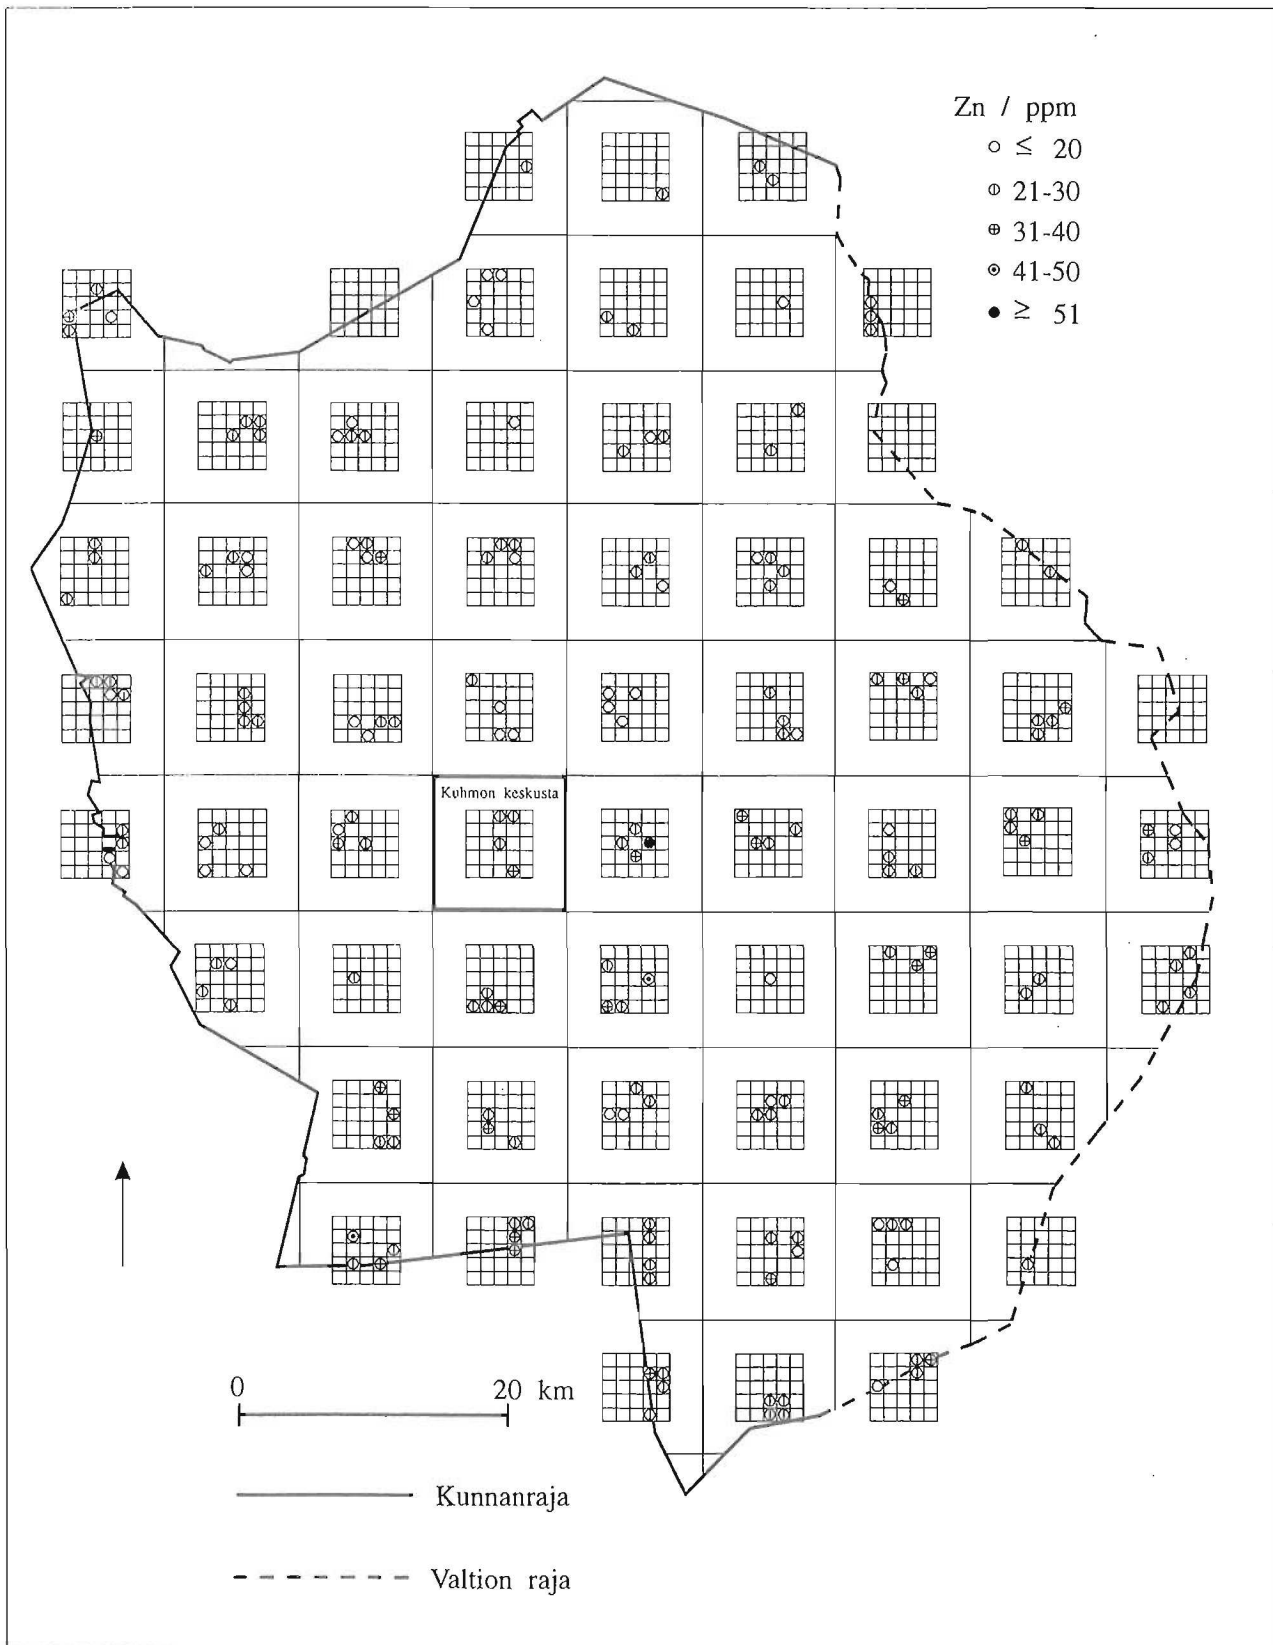 Zn / ppm
≦ 20
21-30
31-40
41-50
≧ 51
Kuhmon keskusta
0 20 km
Kunnanraja
Valtion raja